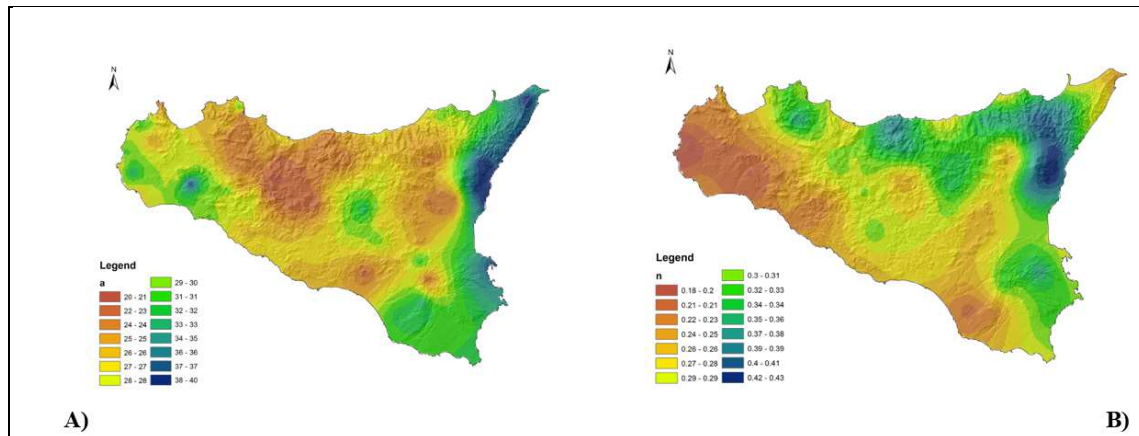 N
Legend
a
20 - 21
22 - 23
24 - 24
25 - 25
26 - 26
27 - 27
28 - 28
29 - 30
31 - 31
32 - 32
33 - 33
34 - 35
36 - 36
37 - 37
38 - 40
A)
N
Legend
n
0.18 - 0.2
0.21 - 0.21
0.22 - 0.23
0.24 - 0.25
0.26 - 0.26
0.27 - 0.28
0.29 - 0.29
0.3 - 0.31
0.32 - 0.33
0.34 - 0.34
0.35 - 0.36
0.37 - 0.38
0.39 - 0.39
0.4 - 0.41
0.42 - 0.43
B)